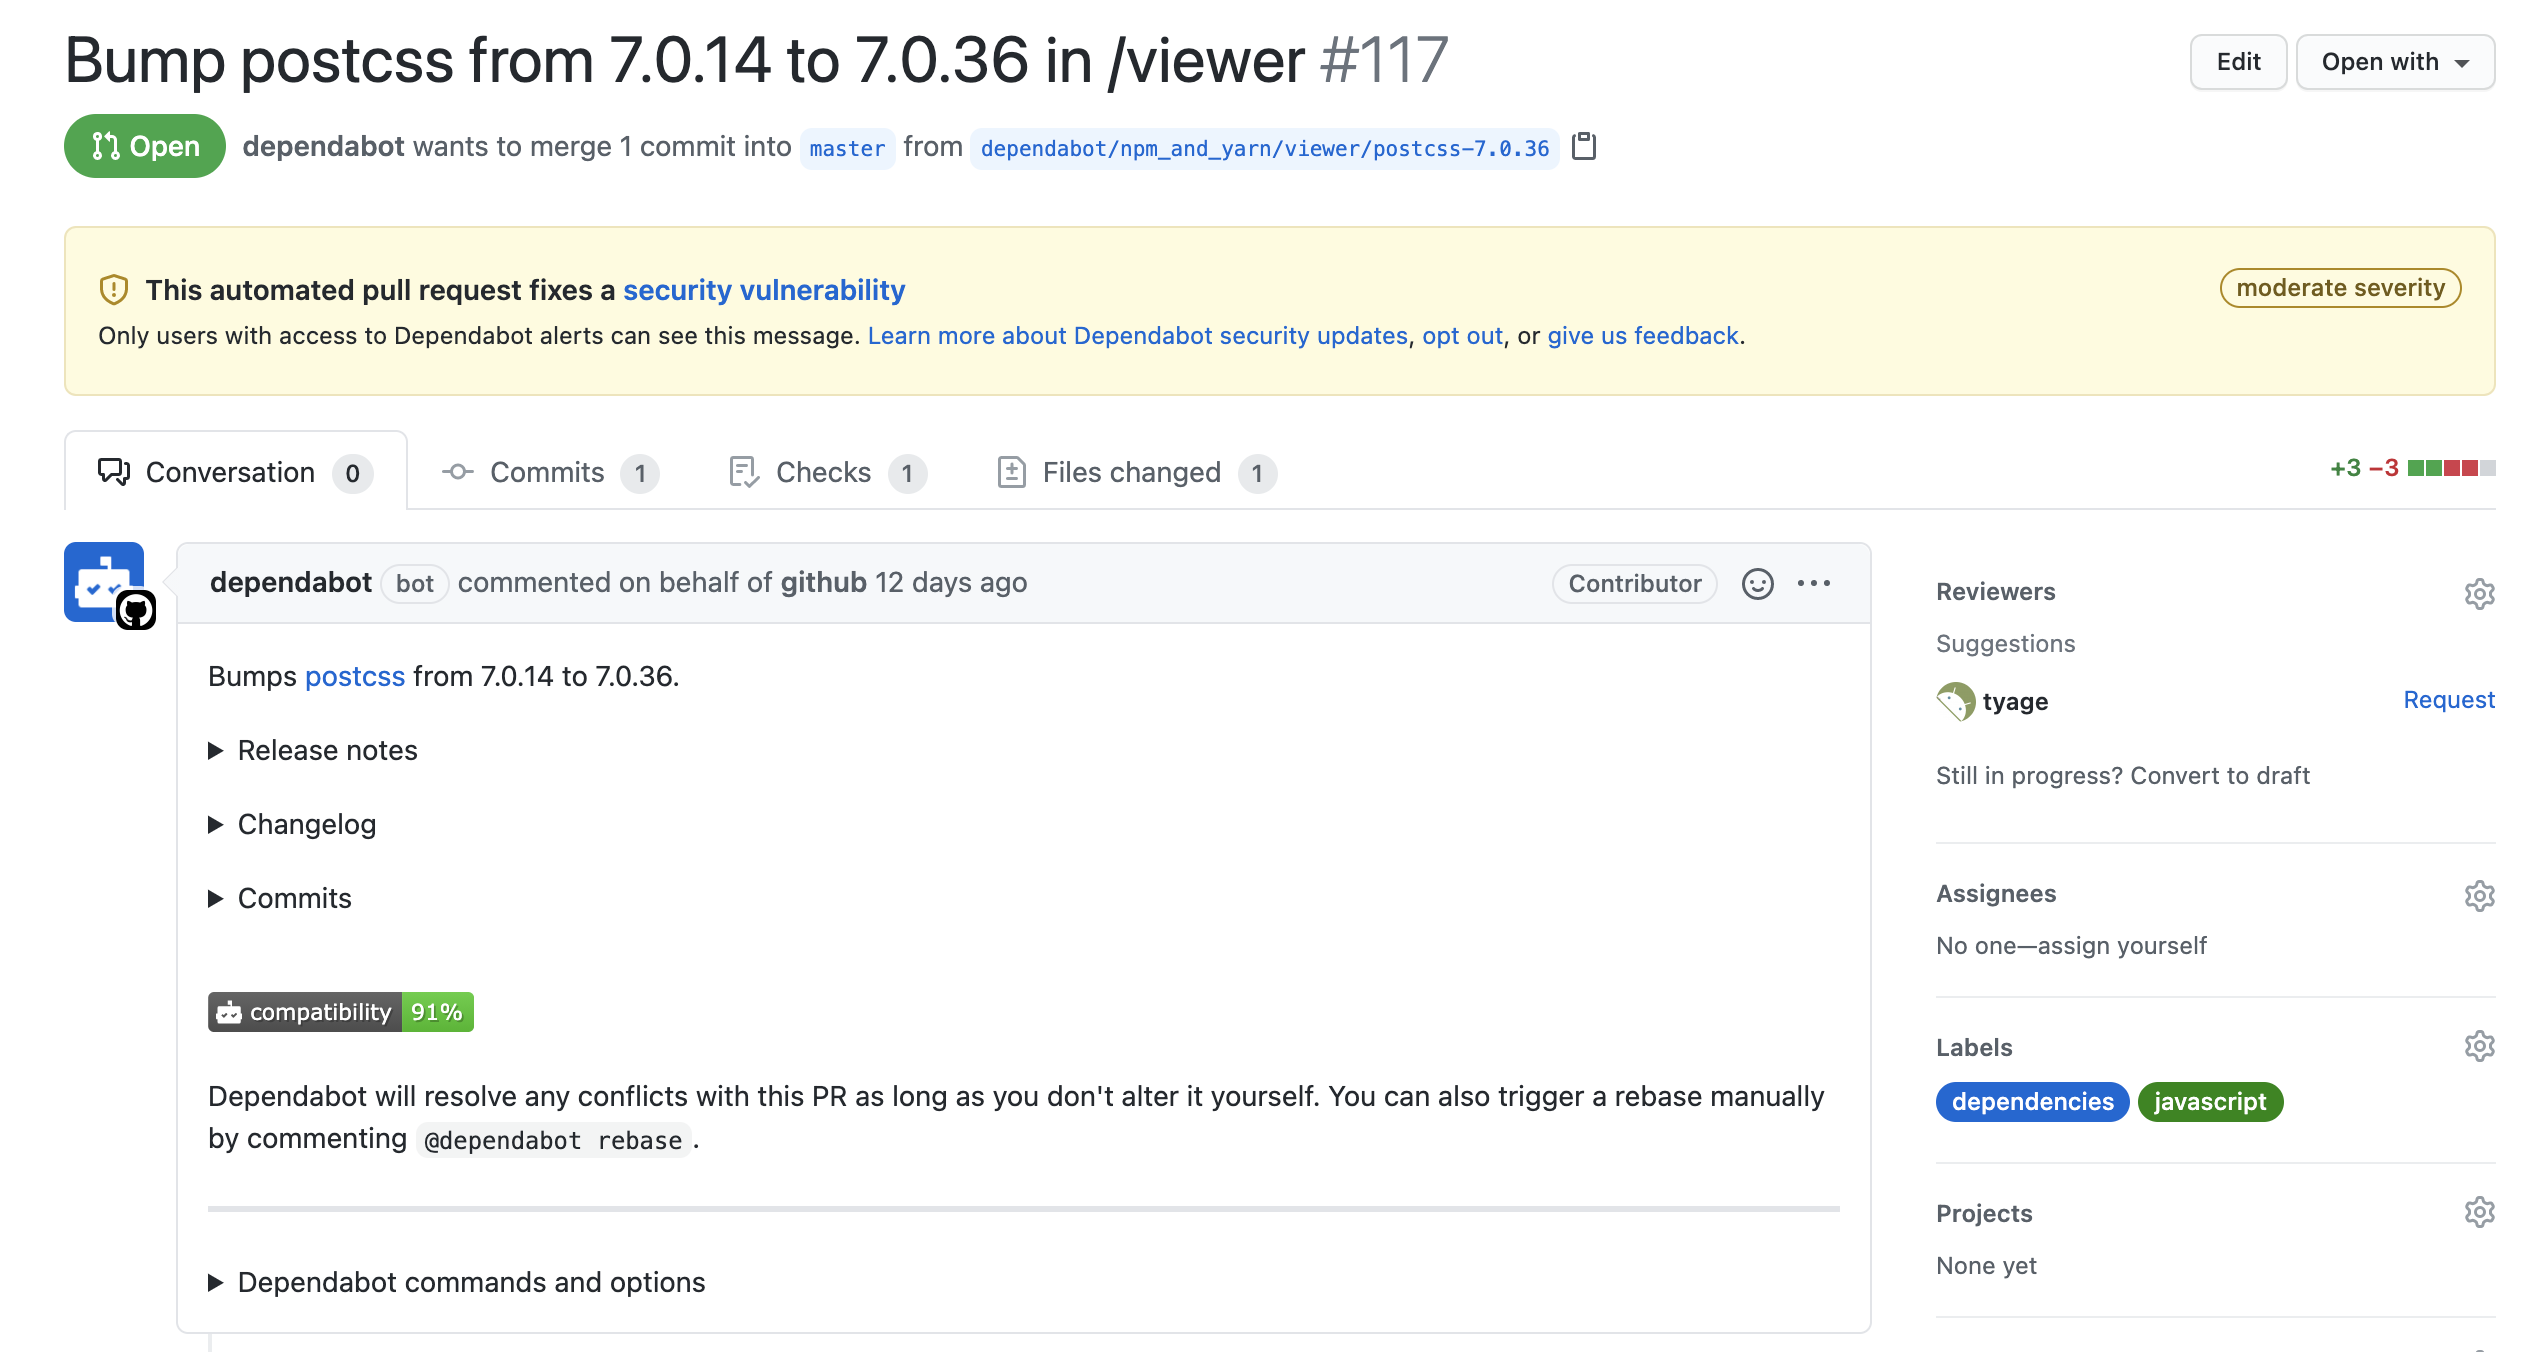 Bump postcss from 7.0.14 to 7.0.36 in /viewer #117
Edit
Open with
Open
dependabot wants to merge 1 commit into master from dependabot/npm_and_yarn/viewer/postcss-7.0.36
This automated pull request fixes a security vulnerability
moderate severity
Only users with access to Dependabot alerts can see this message. Learn more about Dependabot security updates, opt out, or give us feedback.
Conversation 0
Commits 1
Checks 1
Files changed 1
+3 −3
dependabot bot commented on behalf of github 12 days ago
Contributor
Bumps postcss from 7.0.14 to 7.0.36.
Release notes
Changelog
Commits
compatibility 91%
Dependabot will resolve any conflicts with this PR as long as you don't alter it yourself. You can also trigger a rebase manually
by commenting @dependabot rebase.
Dependabot commands and options
Reviewers
Suggestions
tyage
Request
Still in progress? Convert to draft
Assignees
No one—assign yourself
Labels
dependencies
javascript
Projects
None yet